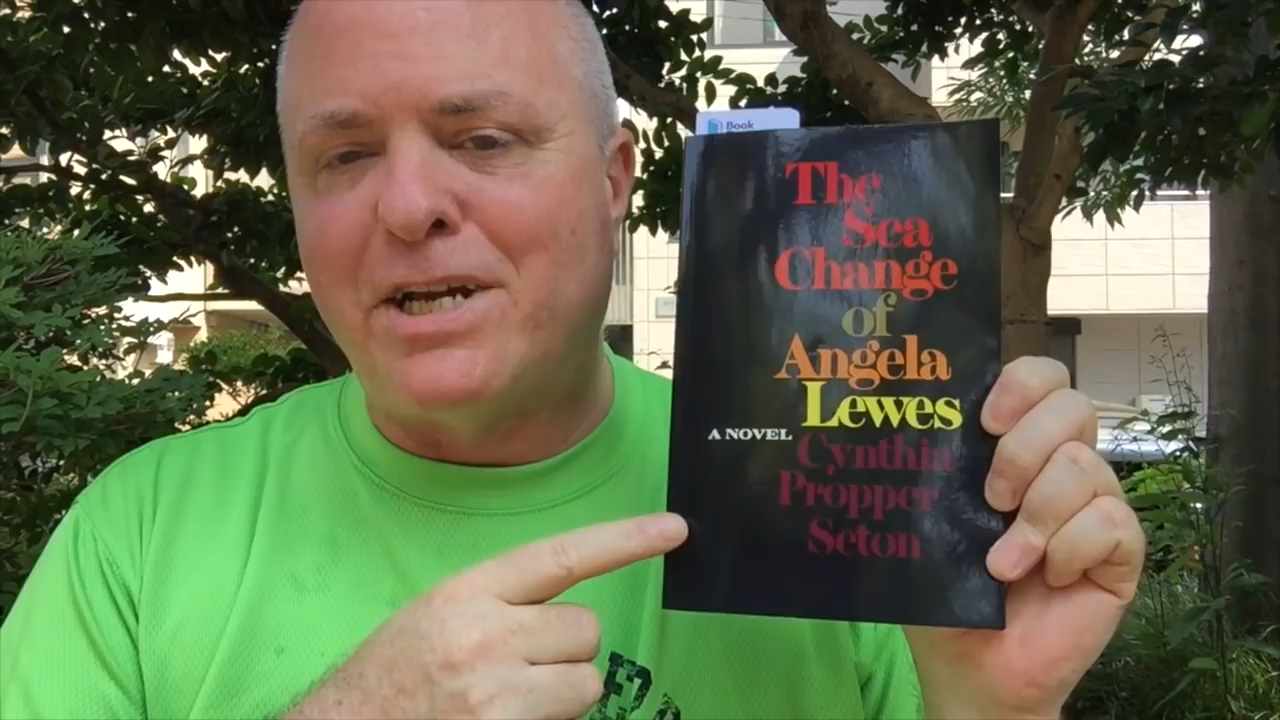 Book
The
Sea
Change
of
Angela
Lewes
A NOVEL
Cynthia
Propper
Seton